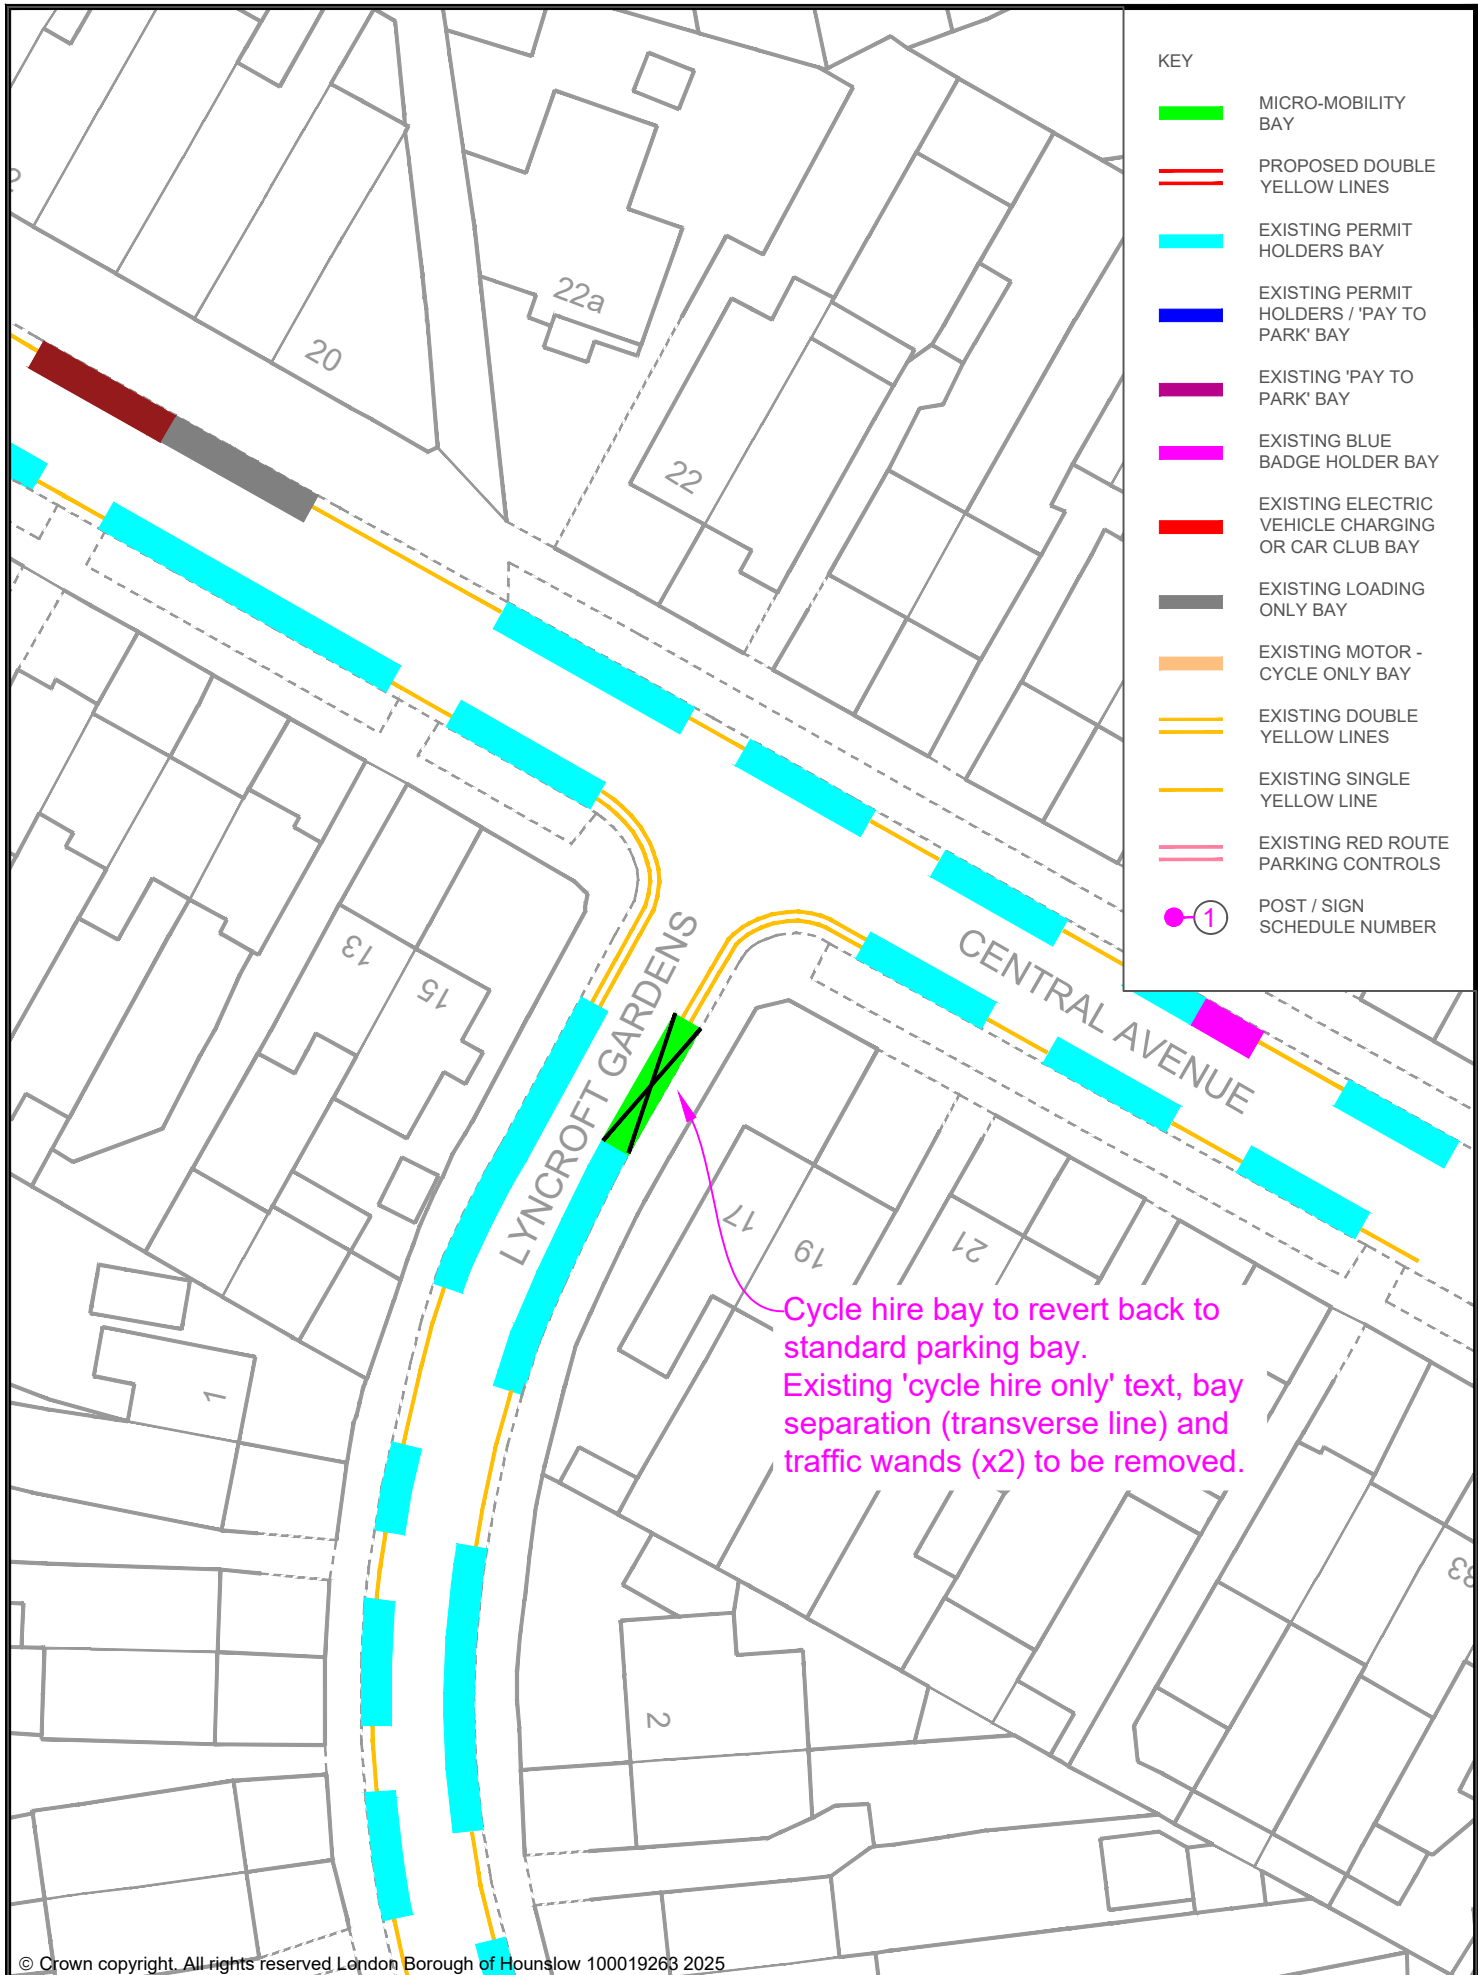 KEY
MICRO-MOBILITY
BAY
PROPOSED DOUBLE
YELLOW LINES
EXISTING PERMIT
HOLDERS BAY
EXISTING PERMIT
HOLDERS / 'PAY TO
PARK' BAY
EXISTING 'PAY TO
PARK' BAY
EXISTING BLUE
BADGE HOLDER BAY
EXISTING ELECTRIC
VEHICLE CHARGING
OR CAR CLUB BAY
EXISTING LOADING
ONLY BAY
EXISTING MOTOR -
CYCLE ONLY BAY
EXISTING DOUBLE
YELLOW LINES
EXISTING SINGLE
YELLOW LINE
EXISTING RED ROUTE
PARKING CONTROLS
1
POST / SIGN
SCHEDULE NUMBER
22a
20
22
13
15
LYNCROFT GARDENS
CENTRAL AVENUE
17
19
21
Cycle hire bay to revert back to
standard parking bay.
Existing 'cycle hire only' text, bay
separation (transverse line) and
traffic wands (x2) to be removed.
1
2
© Crown copyright. All rights reserved London Borough of Hounslow 100019263 2025